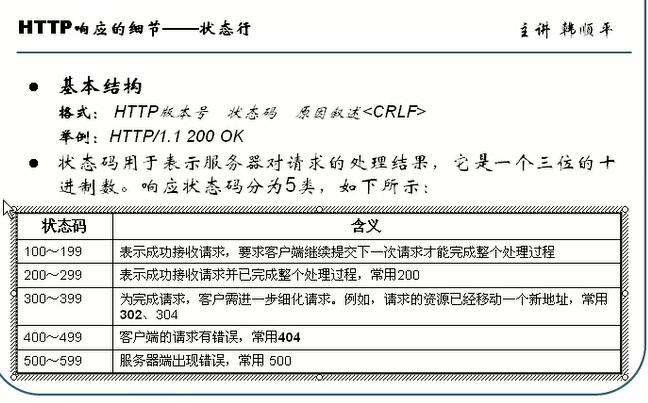 HTTP响应的细节——状态行
主讲 韩顺平
● 基本结构
格式： HTTP版本号 状态码 原因叙述<CRLF>
举例：HTTP/1.1 200 OK
● 状态码用于表示服务器对请求的处理结果，它是一个三位的十
进制数。响应状态码分为5类，如下所示：
状态码 含义
100～199 表示成功接收请求，要求客户端继续提交下一次请求才能完成整个处理过程
200～299 表示成功接收请求并已完成整个处理过程，常用200
300～399 为完成请求，客户需进一步细化请求。例如，请求的资源已经移动一个新地址，常用
302、304
400～499 客户端的请求有错误，常用404
500～599 服务器端出现错误，常用 500